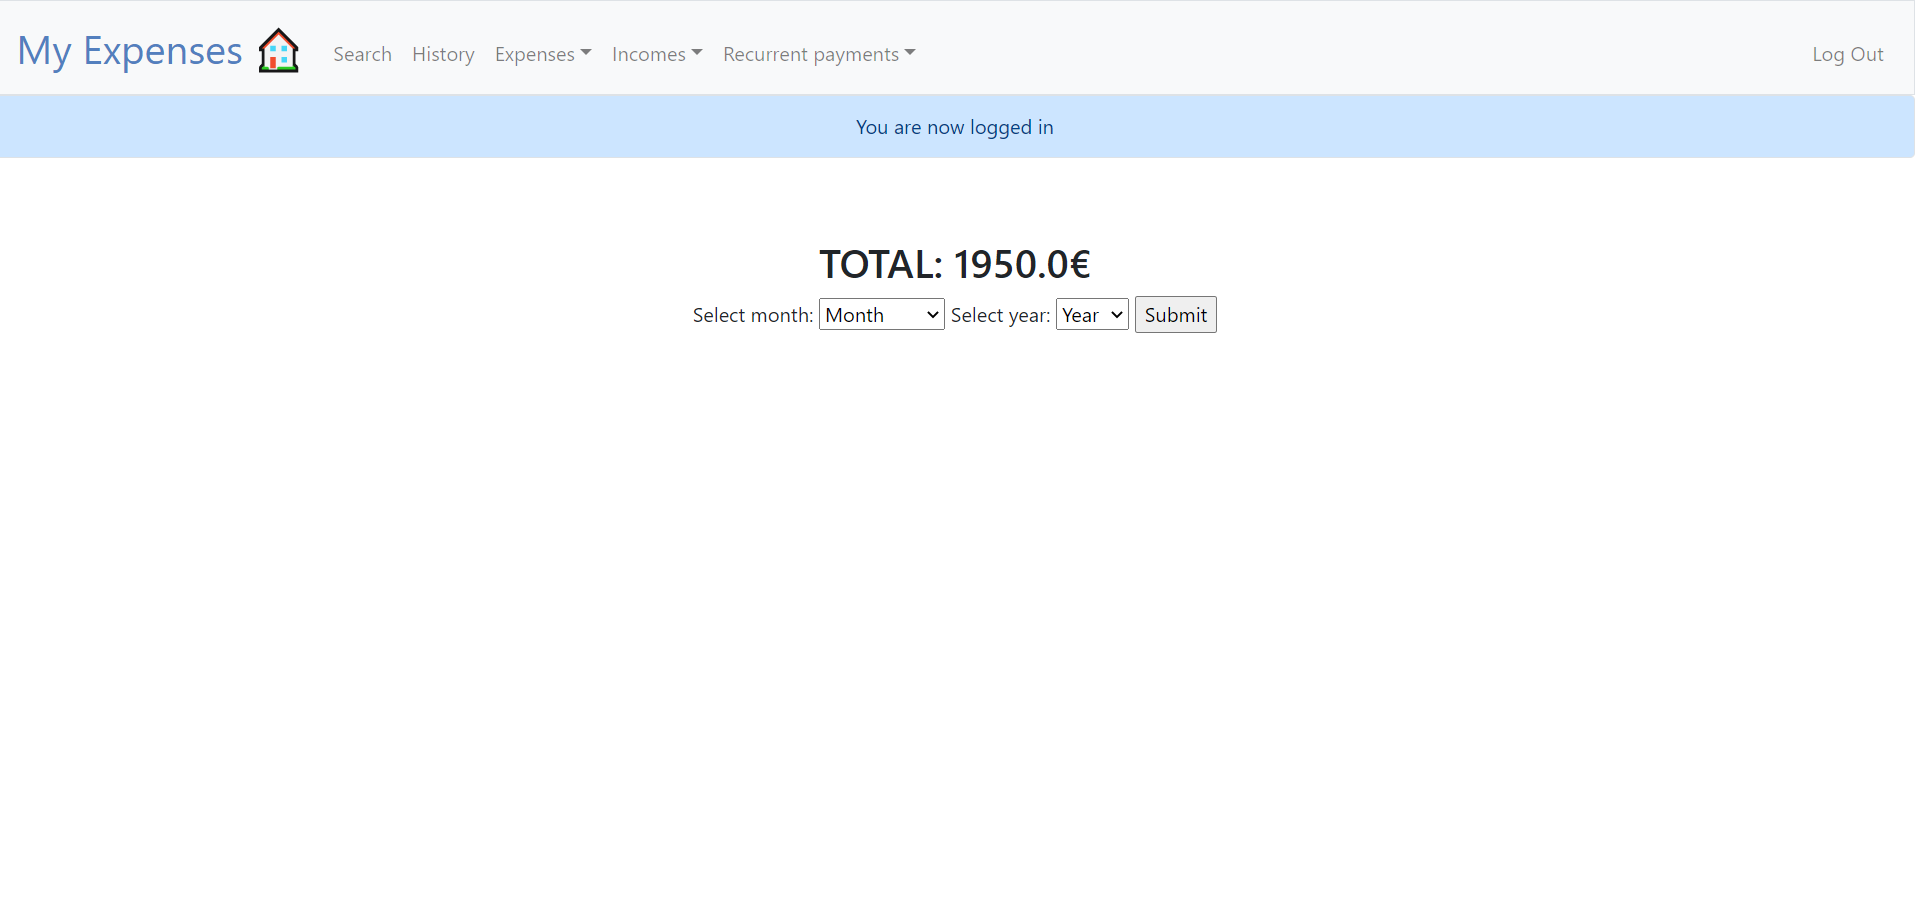 My Expenses Search History Expenses Incomes Recurrent payments Log Out
You are now logged in
TOTAL: 1950.0€
Select month: Month Select year: Year Submit